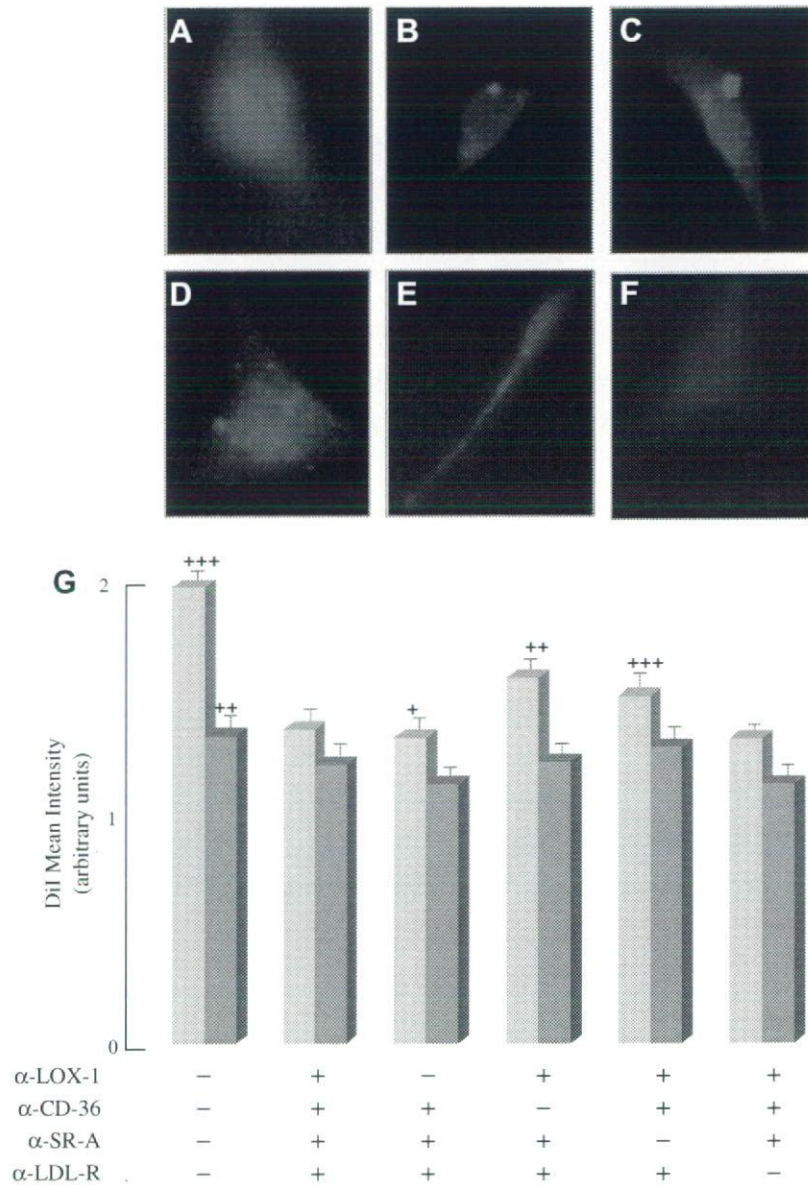 A B C
D E F
+++
G 2
++
+++
++
+
1
DiI Mean Intensity
(arbitrary units)
0
α-LOX-1 − + − + + +
α-CD-36 − + + − + +
α-SR-A − + + + − +
α-LDL-R − + + + + −